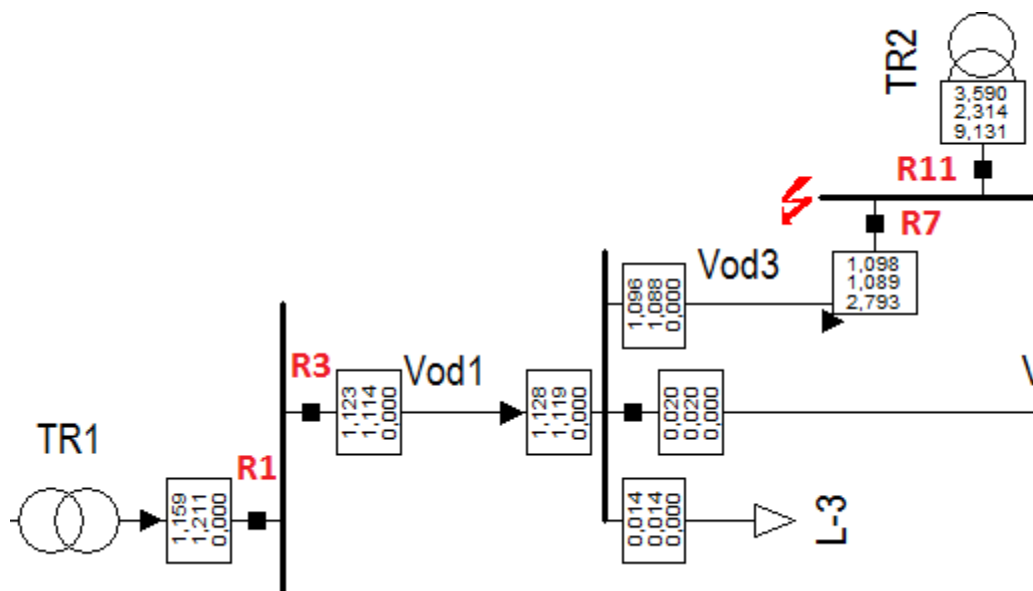 TR2
3,590
2,314
9,131
R11
R7
Vod3
1,098
1,089
2,793
1,096
1,088
0,000
R3
Vod1
1,123
1,114
0,000
1,128
1,119
0,000
0,020
0,020
0,000
V
TR1
R1
1,159
1,211
0,000
0,014
0,014
0,000
L-3